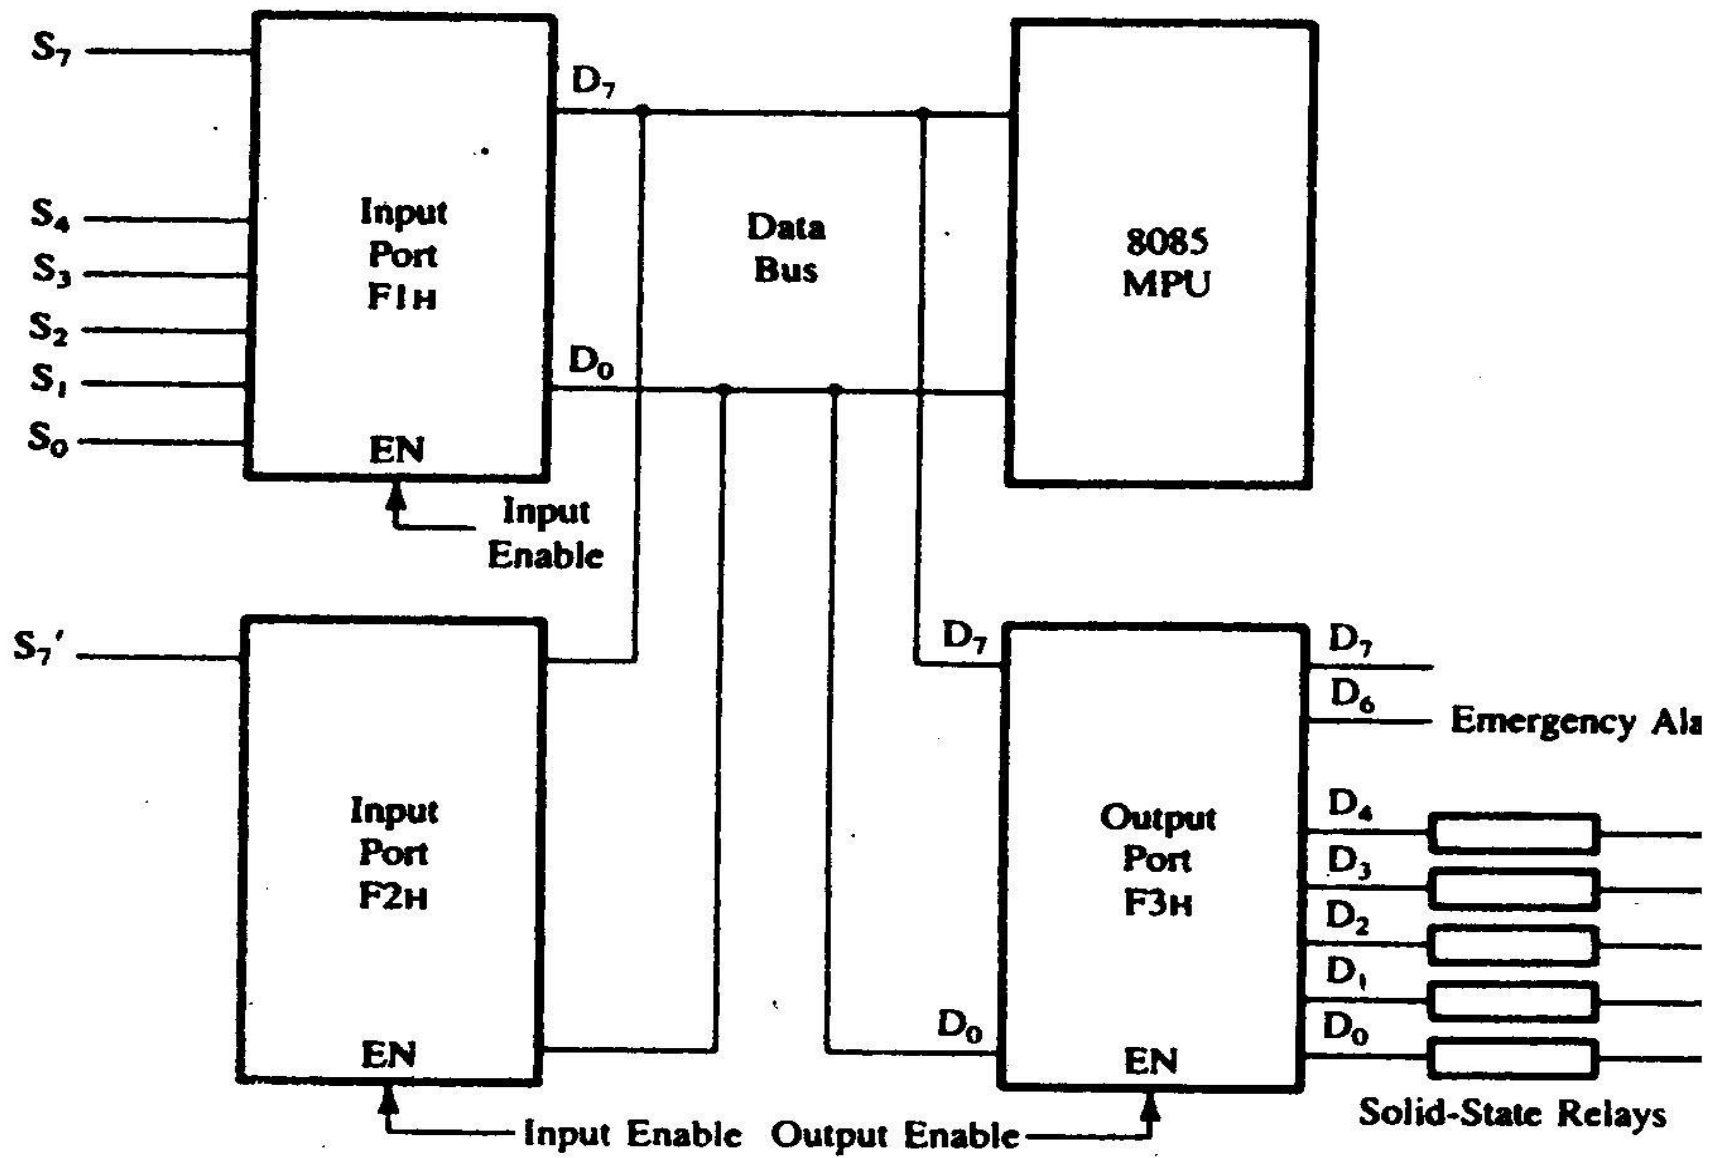 S₇
D₇
S₄
Input
Port
F1H
Data
Bus
8085
MPU
S₃
S₂
S₁
D₀
S₀
EN
Input
Enable
S₇′
D₇
D₇
D₆
Emergency Ala
Input
Port
F2H
Output
Port
F3H
D₄
D₃
D₂
D₁
D₀
D₀
EN
EN
Solid-State Relays
Input Enable
Output Enable